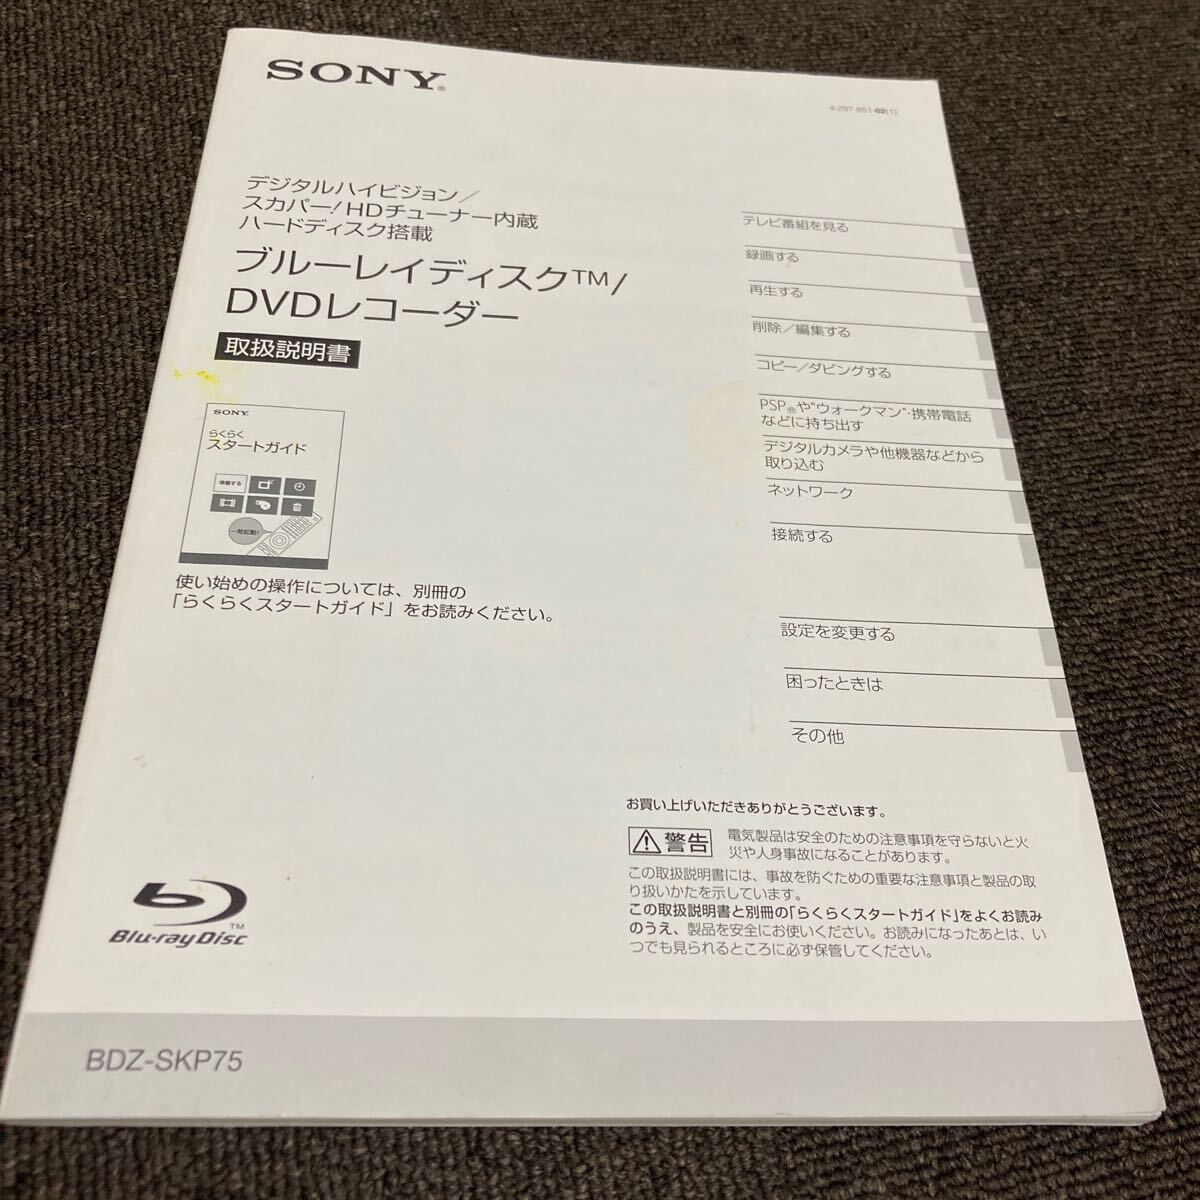 SONY®
4-297-851-02(1)
デジタルハイビジョン／
スカパー！HDチューナー内蔵
ハードディスク搭載
ブルーレイディスク™/
DVDレコーダー
取扱説明書
SONY.
らくらく
スタートガイド
準備する
一発起動!
使い始めの操作については、別冊の
「らくらくスタートガイド」をお読みください。
テレビ番組を見る
録画する
再生する
削除／編集する
コピー／ダビングする
PSP®や“ウォークマン”・携帯電話
などに持ち出す
デジタルカメラや他機器などから
取り込む
ネットワーク
接続する
設定を変更する
困ったときは
その他
お買い上げいただきありがとうございます。
警告
電気製品は安全のための注意事項を守らないと火
災や人身事故になることがあります。
この取扱説明書には、事故を防ぐための重要な注意事項と製品の取
り扱いかたを示しています。
この取扱説明書と別冊の「らくらくスタートガイド」をよくお読み
のうえ、製品を安全にお使いください。お読みになったあとは、い
つでも見られるところに必ず保管してください。
Blu-ray Disc™
BDZ-SKP75